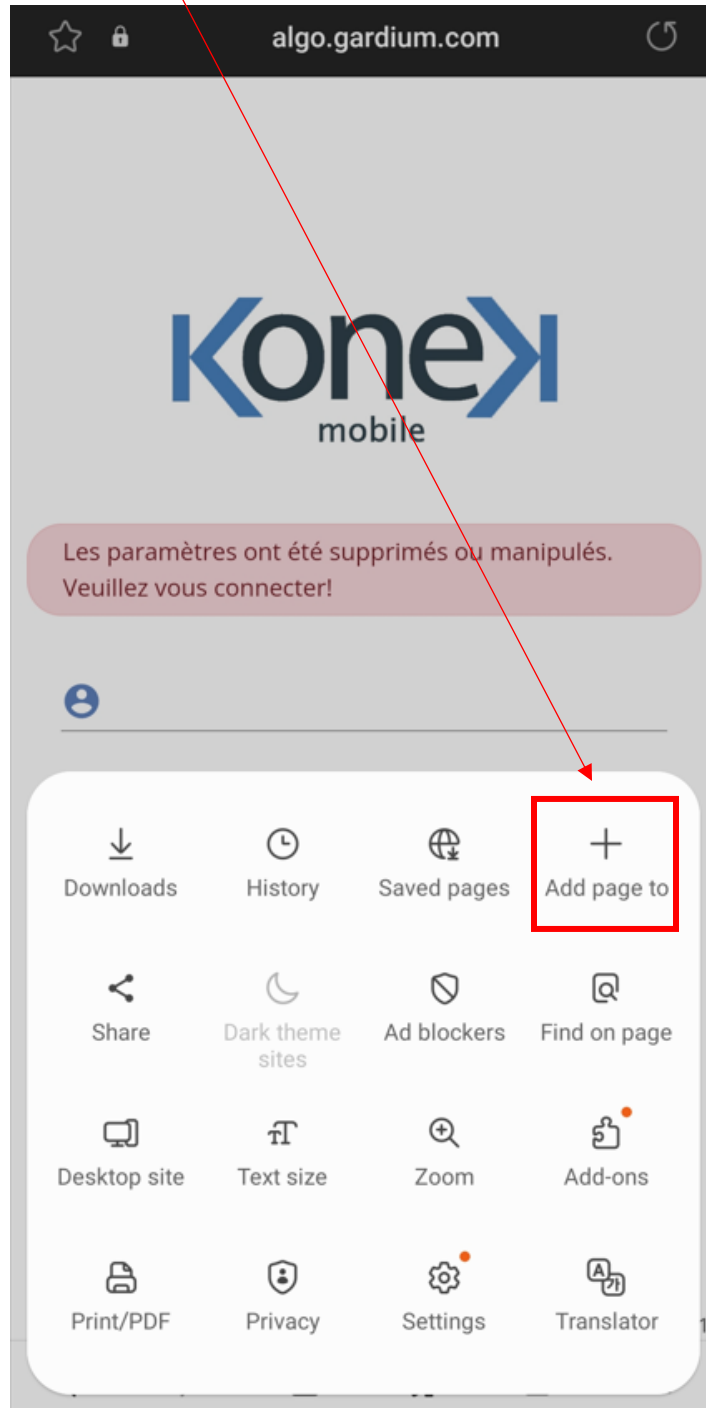 algo.gardium.com
Konek
mobile
Les paramètres ont été supprimés ou manipulés.
Veuillez vous connecter!
Downloads
History
Saved pages
Add page to
Share
Dark theme
sites
Ad blockers
Find on page
Desktop site
Text size
Zoom
Add-ons
Print/PDF
Privacy
Settings
Translator